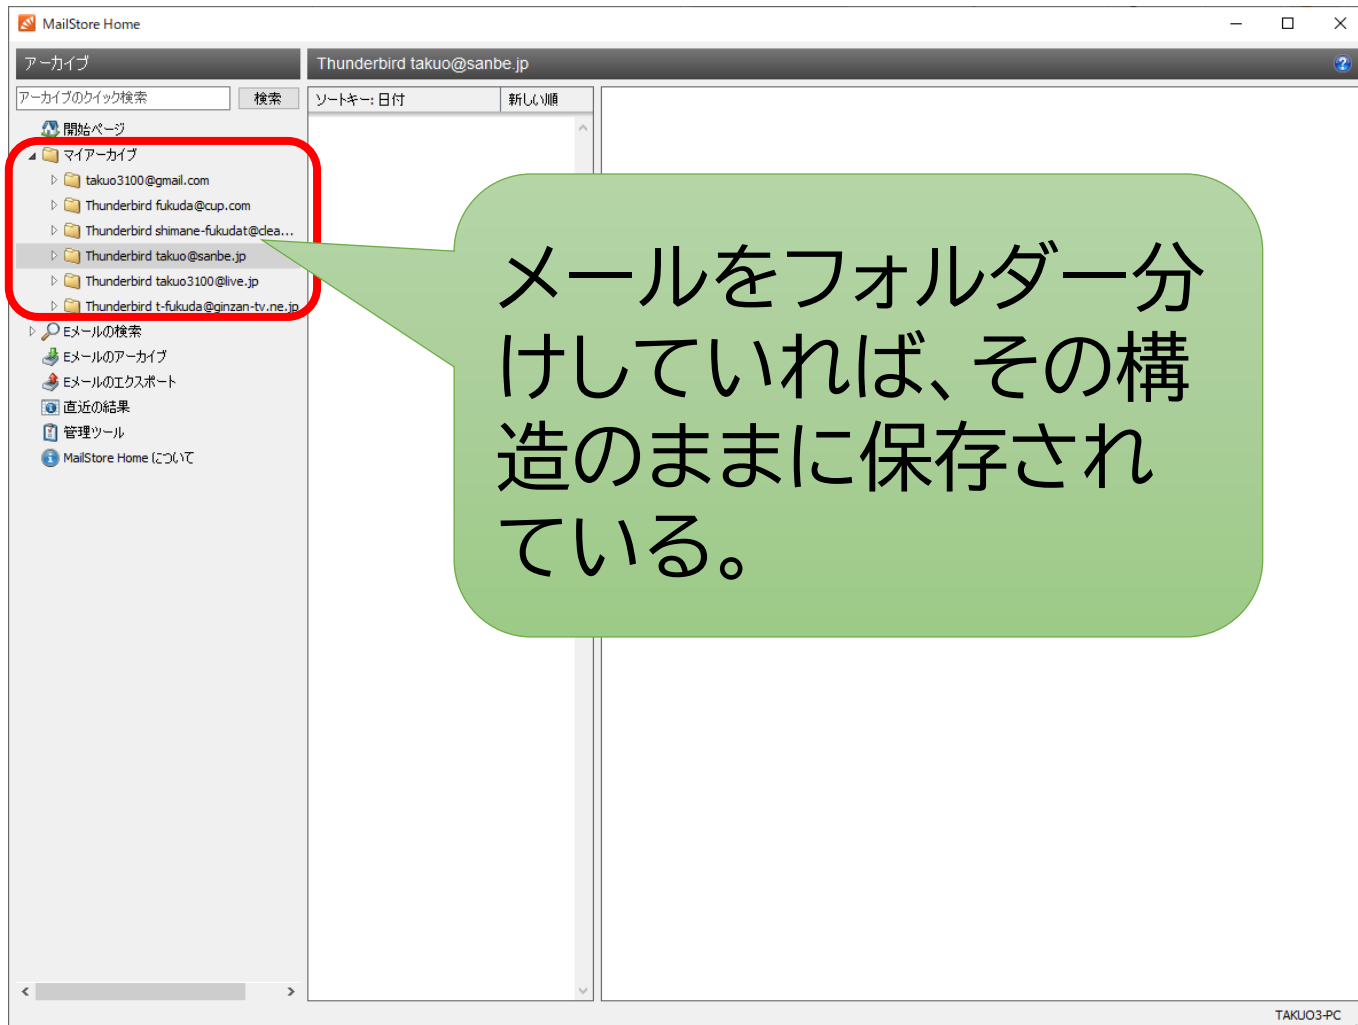 MailStore Home
アーカイブ
Thunderbird takuo@sanbe.jp
アーカイブのクイック検索
検索
ソートキー: 日付
新しい順
開始ページ
マイアーカイブ
takuo3100@gmail.com
Thunderbird fukuda@cup.com
Thunderbird shimane-fukudat@clea...
Thunderbird takuo@sanbe.jp
Thunderbird takuo3100@live.jp
Thunderbird t-fukuda@ginzan-tv.ne.jp
Eメールの検索
Eメールのアーカイブ
Eメールのエクスポート
直近の結果
管理ツール
MailStore Home について
メールをフォルダー分
けしていれば、その構
造のままに保存され
ている。
TAKUO3-PC